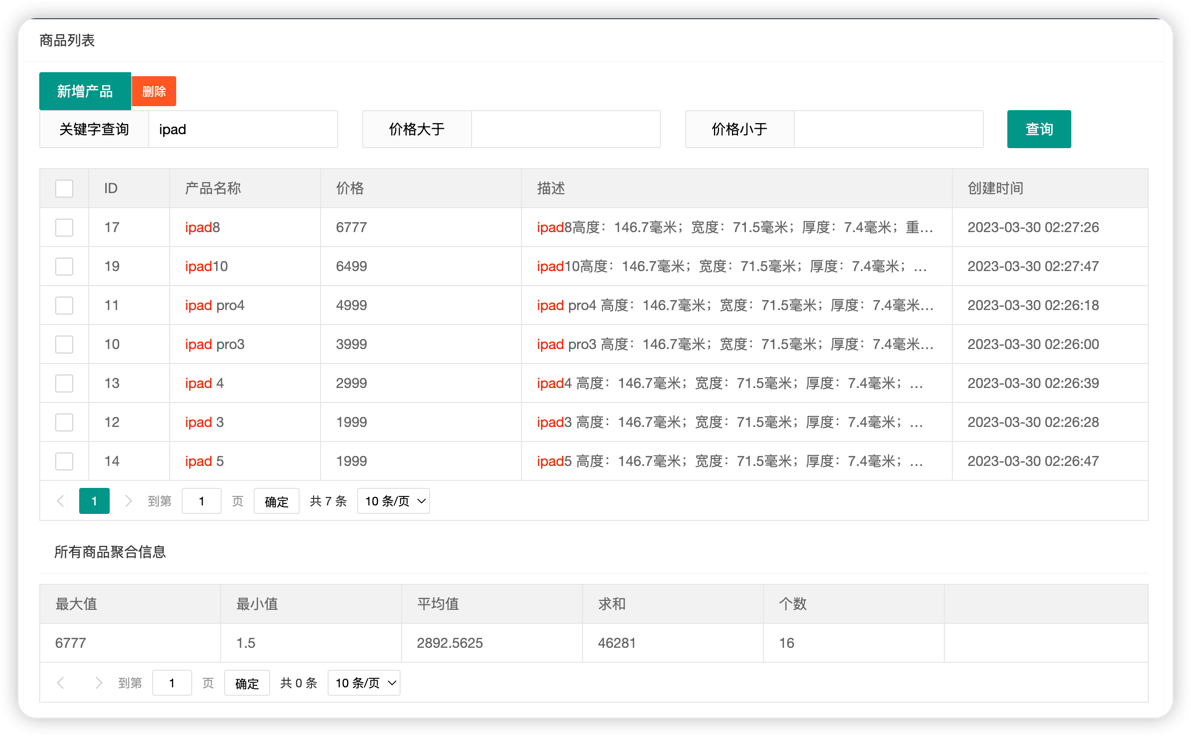 商品列表
新增产品 删除
关键字查询 ipad 价格大于 价格小于 查询
ID 产品名称 价格 描述 创建时间
17 ipad8 6777 ipad8高度：146.7毫米；宽度：71.5毫米；厚度：7.4毫米；重... 2023-03-30 02:27:26
19 ipad10 6499 ipad10高度：146.7毫米；宽度：71.5毫米；厚度：7.4毫米；... 2023-03-30 02:27:47
11 ipad pro4 4999 ipad pro4 高度：146.7毫米；宽度：71.5毫米；厚度：7.4毫米... 2023-03-30 02:26:18
10 ipad pro3 3999 ipad pro3 高度：146.7毫米；宽度：71.5毫米；厚度：7.4毫米... 2023-03-30 02:26:00
13 ipad 4 2999 ipad4 高度：146.7毫米；宽度：71.5毫米；厚度：7.4毫米；... 2023-03-30 02:26:39
12 ipad 3 1999 ipad3 高度：146.7毫米；宽度：71.5毫米；厚度：7.4毫米；... 2023-03-30 02:26:28
14 ipad 5 1999 ipad5 高度：146.7毫米；宽度：71.5毫米；厚度：7.4毫米；... 2023-03-30 02:26:47
1 到第 1 页 确定 共 7 条 10 条/页
所有商品聚合信息
最大值 最小值 平均值 求和 个数
6777 1.5 2892.5625 46281 16
到第 1 页 确定 共 0 条 10 条/页